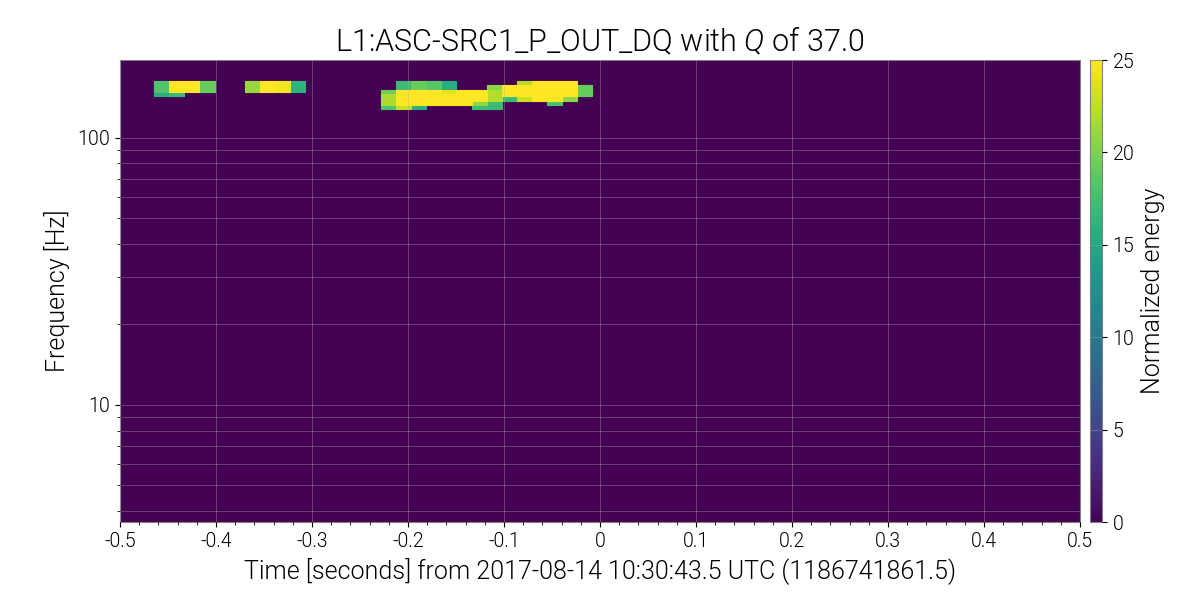 L1:ASC-SRC1_P_OUT_DQ with Q of 37.0
Frequency [Hz]
100
10
-0.5 -0.4 -0.3 -0.2 -0.1 0 0.1 0.2 0.3 0.4 0.5
Time [seconds] from 2017-08-14 10:30:43.5 UTC (1186741861.5)
25
20
15
10
5
0
Normalized energy